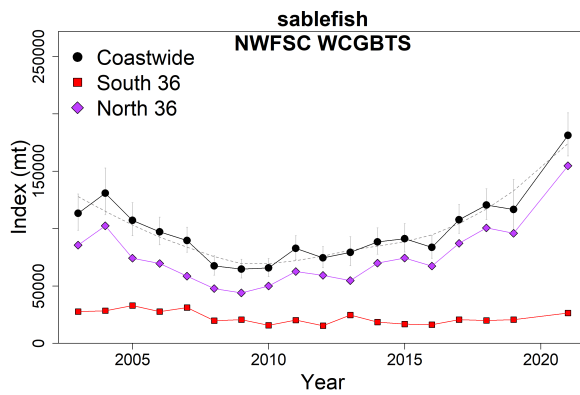 sablefish
NWFSC WCGBTS
Coastwide
South 36
North 36
Index (mt)
250000
150000
50000
0
2005
2010
2015
2020
Year